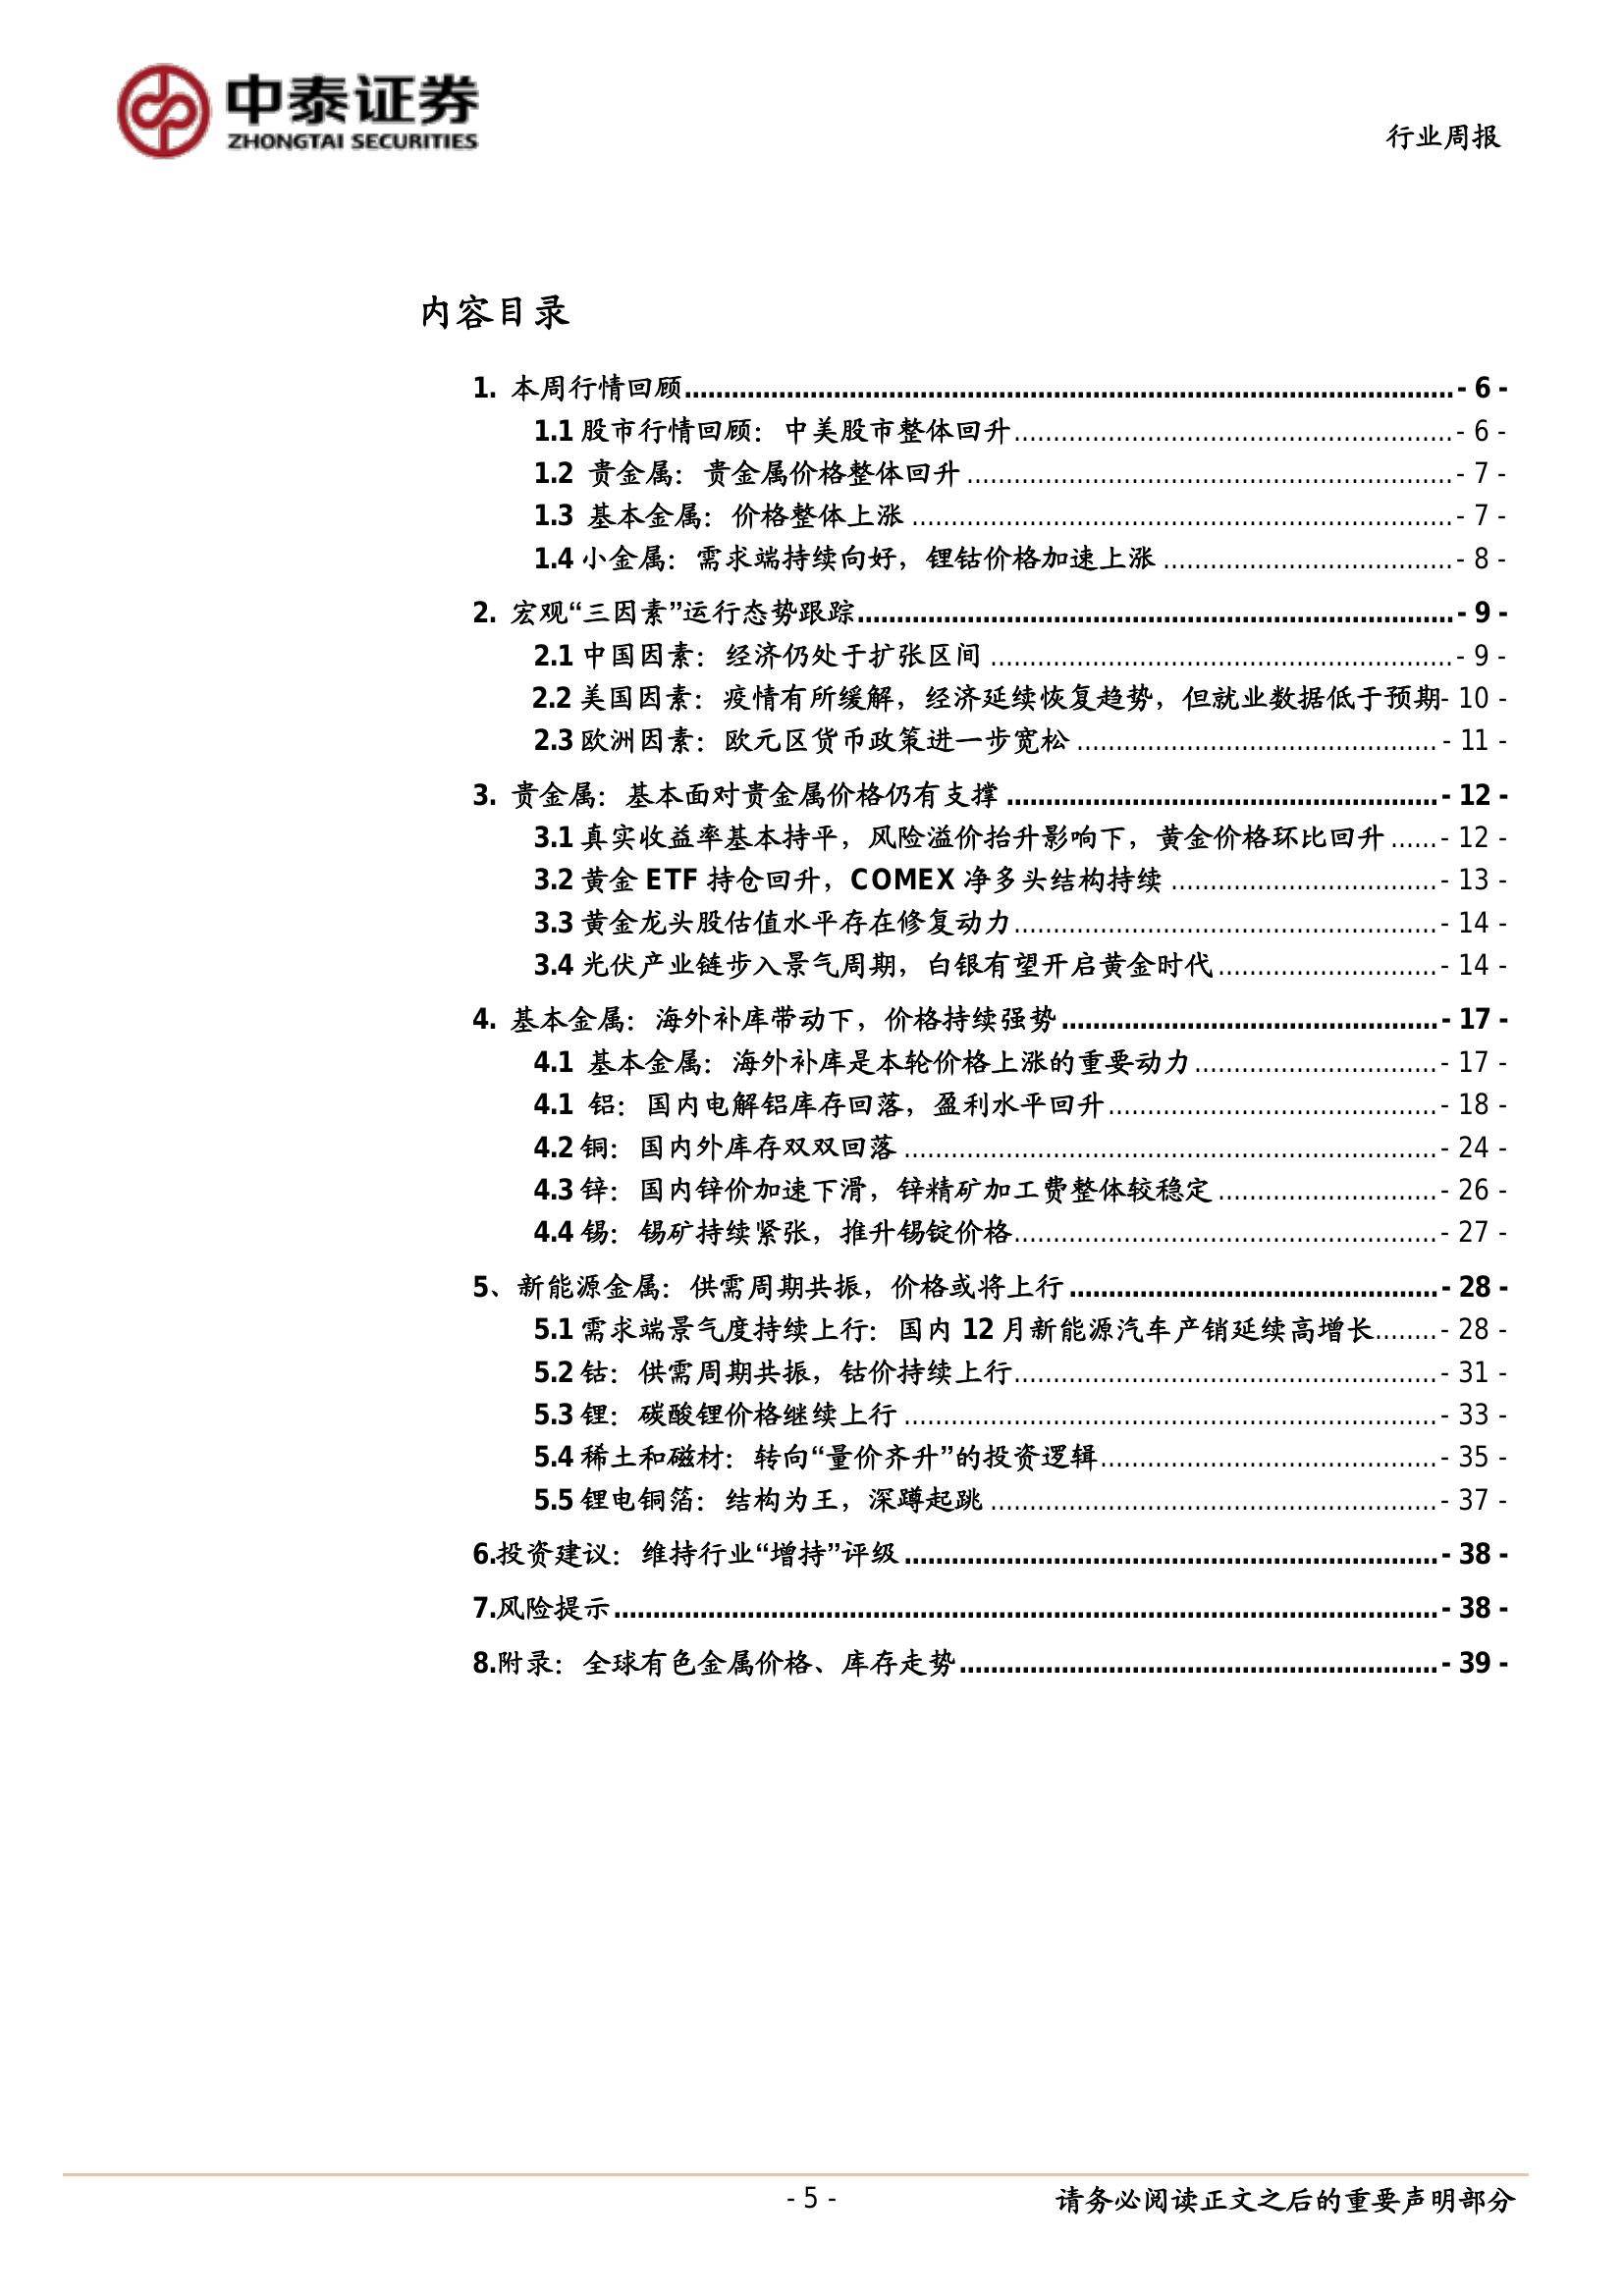 中泰证券
ZHONGTAI SECURITIES
行业周报
内容目录
1. 本周行情回顾 - 6 -
1.1 股市行情回顾：中美股市整体回升 - 6 -
1.2 贵金属：贵金属价格整体回升 - 7 -
1.3 基本金属：价格整体上涨 - 7 -
1.4 小金属：需求端持续向好，锂钴价格加速上涨 - 8 -
2. 宏观“三因素”运行态势跟踪 - 9 -
2.1 中国因素：经济仍处于扩张区间 - 9 -
2.2 美国因素：疫情有所缓解，经济延续恢复趋势，但就业数据低于预期 - 10 -
2.3 欧洲因素：欧元区货币政策进一步宽松 - 11 -
3. 贵金属：基本面对贵金属价格仍有支撑 - 12 -
3.1 真实收益率基本持平，风险溢价抬升影响下，黄金价格环比回升 - 12 -
3.2 黄金 ETF 持仓回升，COMEX 净多头结构持续 - 13 -
3.3 黄金龙头股估值水平存在修复动力 - 14 -
3.4 光伏产业链步入景气周期，白银有望开启黄金时代 - 14 -
4. 基本金属：海外补库带动下，价格持续强势 - 17 -
4.1 基本金属：海外补库是本轮价格上涨的重要动力 - 17 -
4.1 铝：国内电解铝库存回落，盈利水平回升 - 18 -
4.2 铜：国内外库存双双回落 - 24 -
4.3 锌：国内锌价加速下滑，锌精矿加工费整体较稳定 - 26 -
4.4 锡：锡矿持续紧张，推升锡锭价格 - 27 -
5、新能源金属：供需周期共振，价格或将上行 - 28 -
5.1 需求端景气度持续上行：国内 12 月新能源汽车产销延续高增长 - 28 -
5.2 钴：供需周期共振，钴价持续上行 - 31 -
5.3 锂：碳酸锂价格继续上行 - 33 -
5.4 稀土和磁材：转向“量价齐升”的投资逻辑 - 35 -
5.5 锂电铜箔：结构为王，深蹲起跳 - 37 -
6.投资建议：维持行业“增持”评级 - 38 -
7.风险提示 - 38 -
8.附录：全球有色金属价格、库存走势 - 39 -
- 5 -
请务必阅读正文之后的重要声明部分